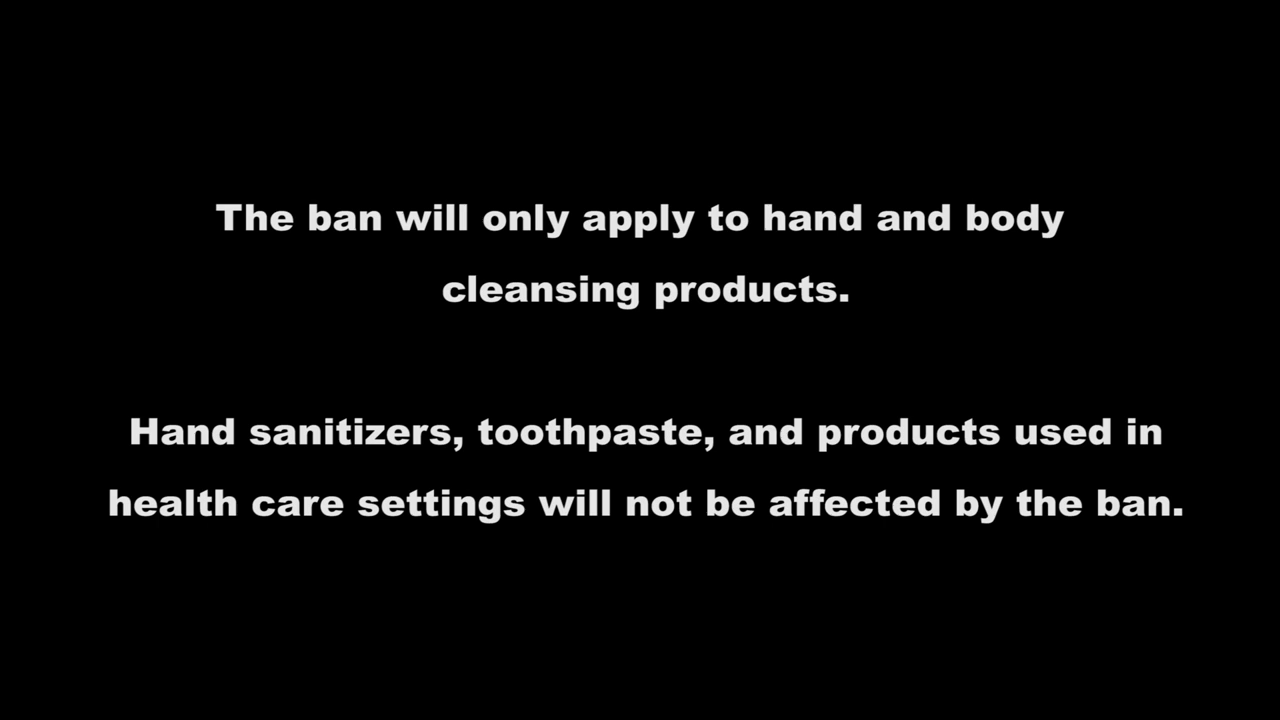 The ban will only apply to hand and body
cleansing products.
Hand sanitizers, toothpaste, and products used in
health care settings will not be affected by the ban.